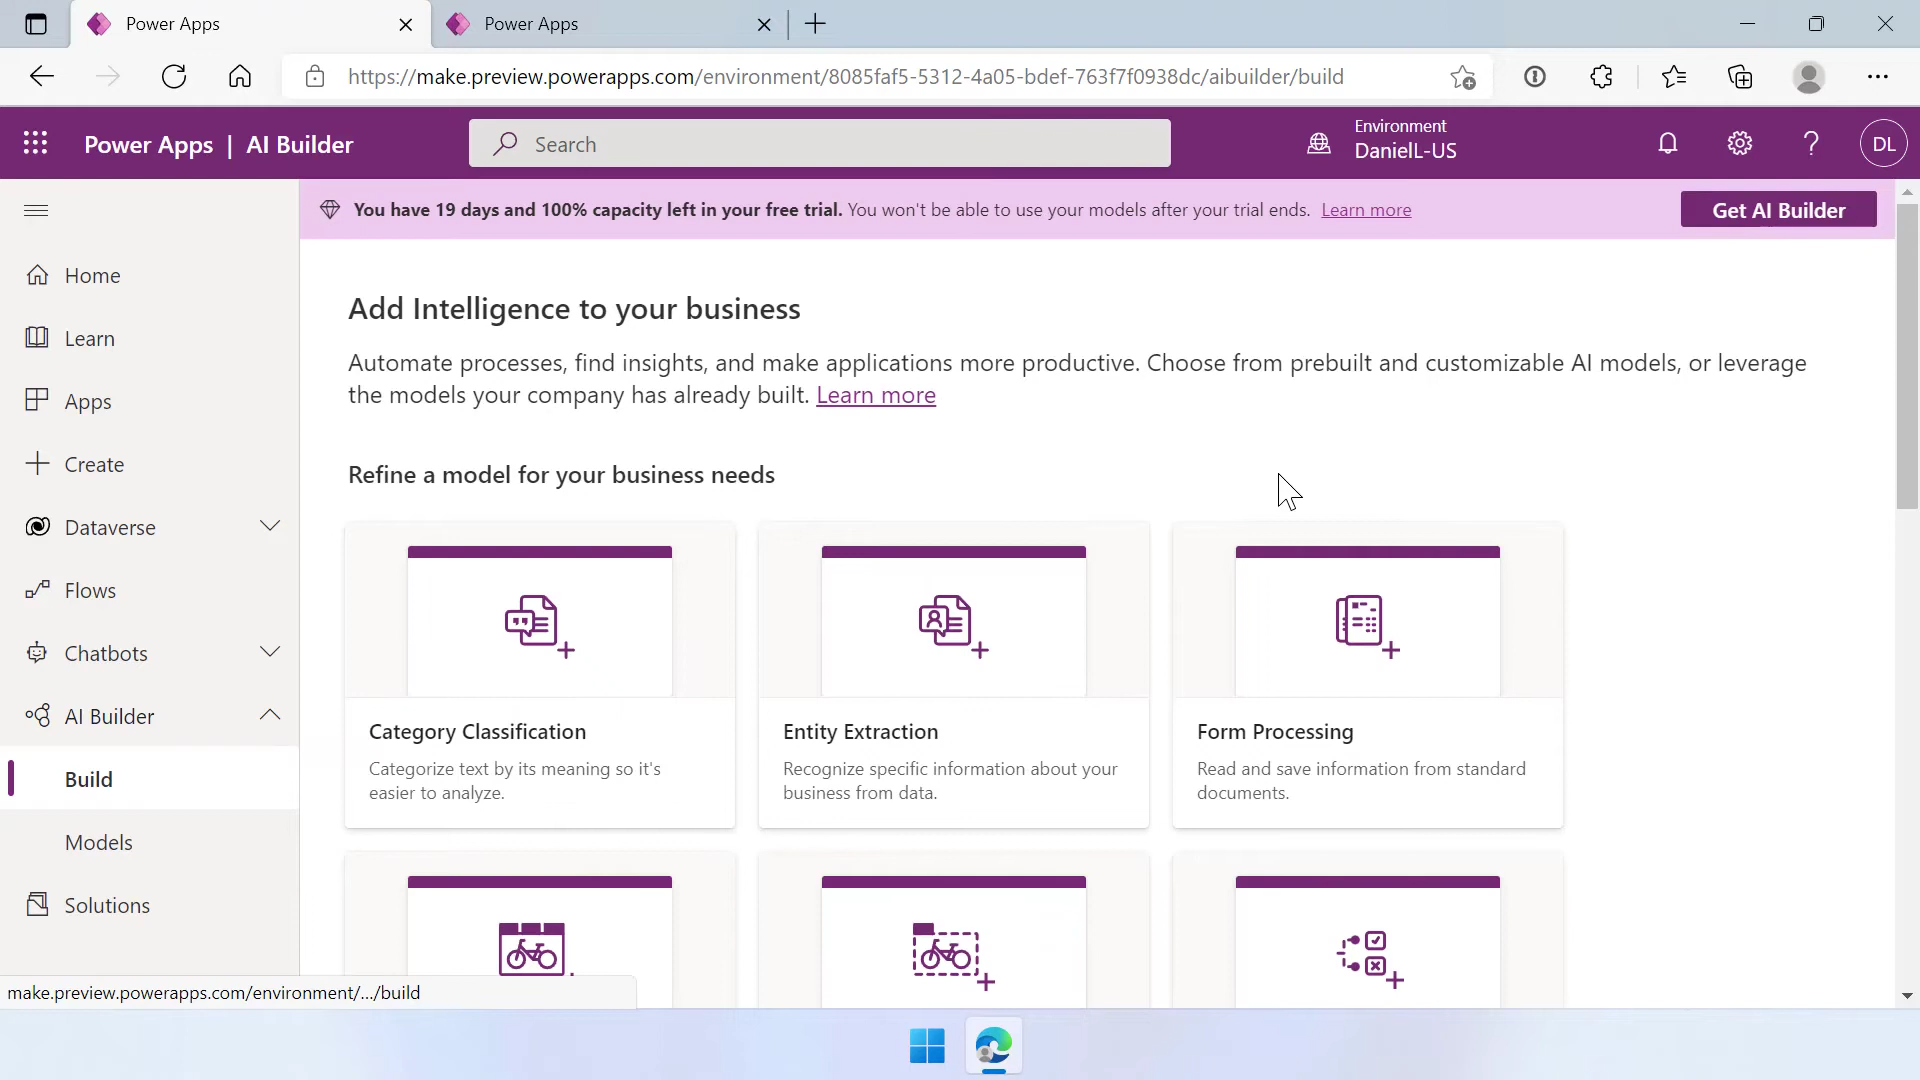 Power Apps
Power Apps
https://make.preview.powerapps.com/environment/8085faf5-5312-4a05-bdef-763f7f0938dc/aibuilder/build
Power Apps | AI Builder
Search
Environment
DanielL-US
DL
You have 19 days and 100% capacity left in your free trial. You won't be able to use your models after your trial ends. Learn more
Get AI Builder
Home
Learn
Apps
Create
Dataverse
Flows
Chatbots
AI Builder
Build
Models
Solutions
Add Intelligence to your business
Automate processes, find insights, and make applications more productive. Choose from prebuilt and customizable AI models, or leverage
the models your company has already built. Learn more
Refine a model for your business needs
Category Classification
Categorize text by its meaning so it's
easier to analyze.
Entity Extraction
Recognize specific information about your
business from data.
Form Processing
Read and save information from standard
documents.
make.preview.powerapps.com/environment/.../build